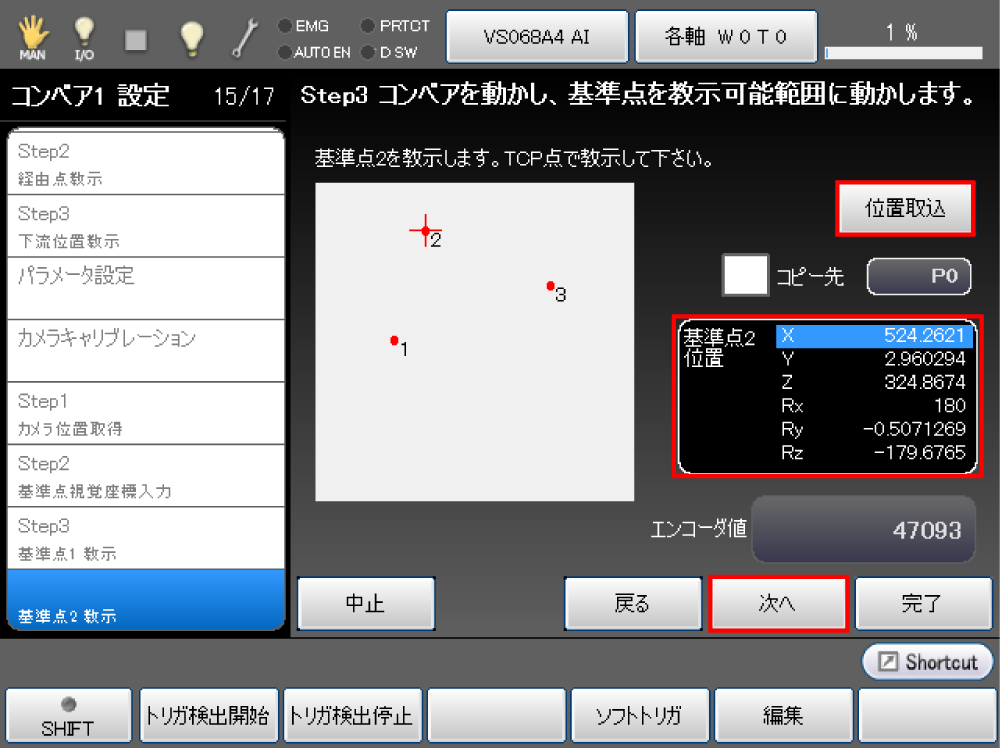 MAN
I/O
EMG
PRTCT
AUTO EN
D SW
VS068A4 AI
各軸 W0T0
1 %
コンベア1 設定 15/17
Step3 コンベアを動かし、基準点を教示可能範囲に動かします。
Step2
経由点教示
Step3
下流位置教示
パラメータ設定
カメラキャリブレーション
Step1
カメラ位置取得
Step2
基準点視覚座標入力
Step3
基準点1 教示
基準点2 教示
基準点2を教示します。TCP点で教示して下さい。
2
3
1
位置取込
コピー先 P0
基準点2
位置
X 524.2621
Y 2.960294
Z 324.8674
Rx 180
Ry -0.5071269
Rz -179.6765
エンコーダ値 47093
中止
戻る
次へ
完了
Shortcut
SHIFT
トリガ検出開始
トリガ検出停止
ソフトトリガ
編集